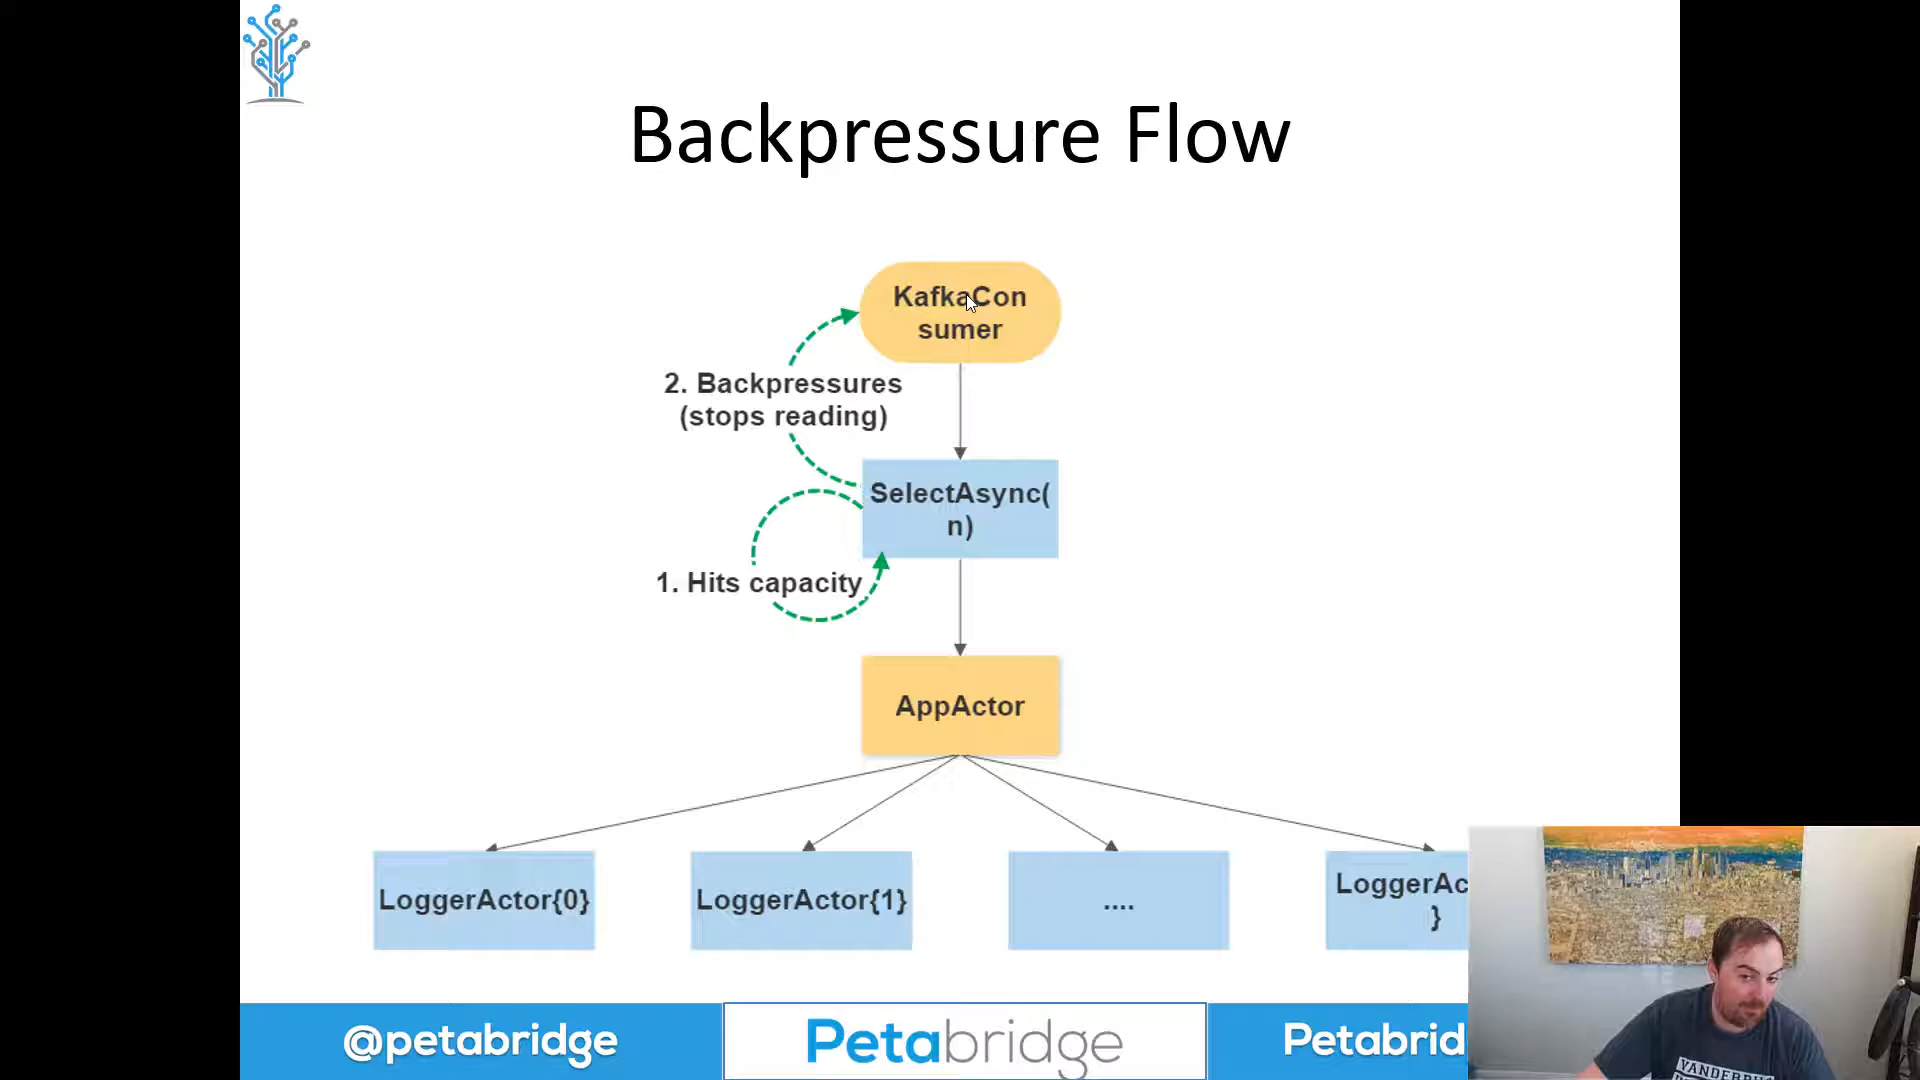 Backpressure Flow
KafkaCon
sumer
2. Backpressures
(stops reading)
SelectAsync(
n)
1. Hits capacity
AppActor
LoggerActor{0}
LoggerActor{1}
....
LoggerAc
}
@petabridge
Petabridge
Petabrid